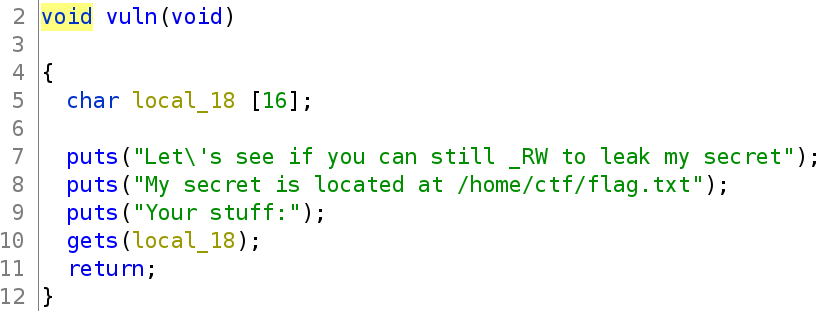 2 void vuln(void)
3
4 {
5 char local_18 [16];
6
7 puts("Let\'s see if you can still _RW to leak my secret");
8 puts("My secret is located at /home/ctf/flag.txt");
9 puts("Your stuff:");
10 gets(local_18);
11 return;
12 }